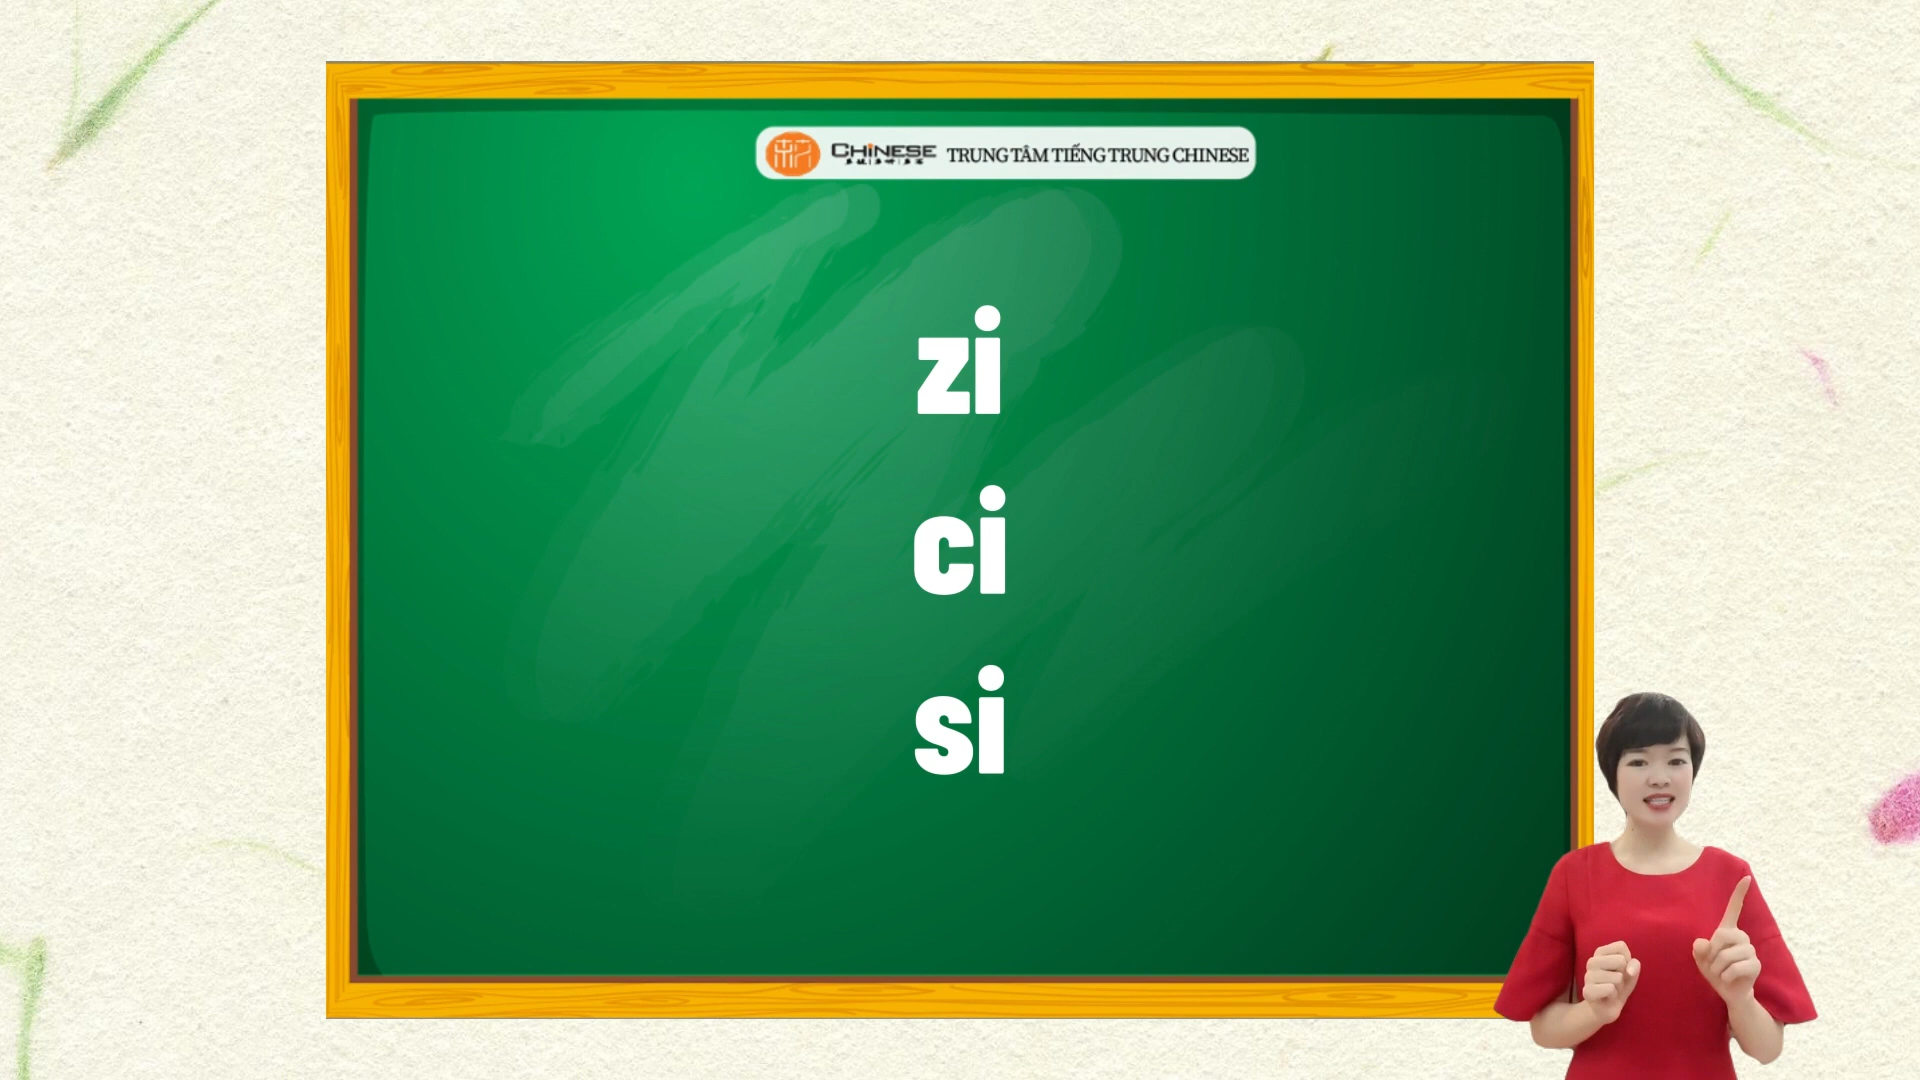 CHINESE TRUNG TÂM TIẾNG TRUNG CHINESE
zi
ci
si